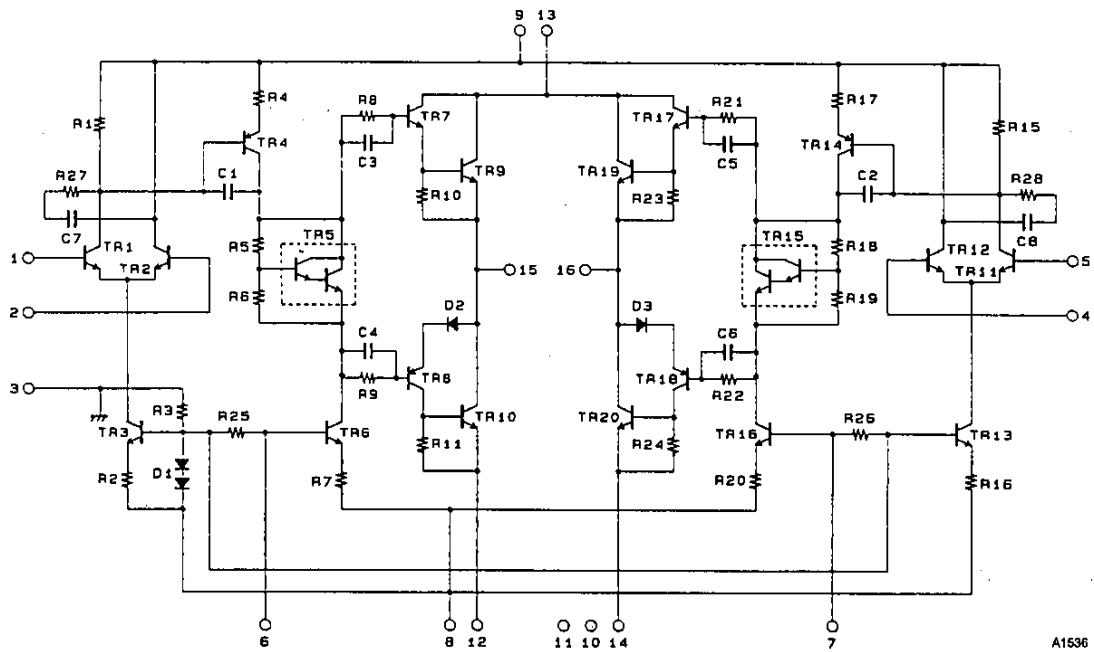 9 13
R4 R8 TR7 TR17 R21 R17
R1 TR4 C3 C5 TR14 R15
R27 C1 TR9 TR19 C2 R28
R10 R23
C7 TR1 R5 TR5 TR15 R18 TR12 C8
1 TR2 15 16 TR11 5
R6 R19
2 D2 D3 4
C4 C6
3 R3 R9 TR8 TR18 R22
R25 TR10 TR20 R26
TR3 TR6 R11 R24 TR16 TR13
R2 D1 R7 R20 R16
6 8 12 11 10 14 7
A1536